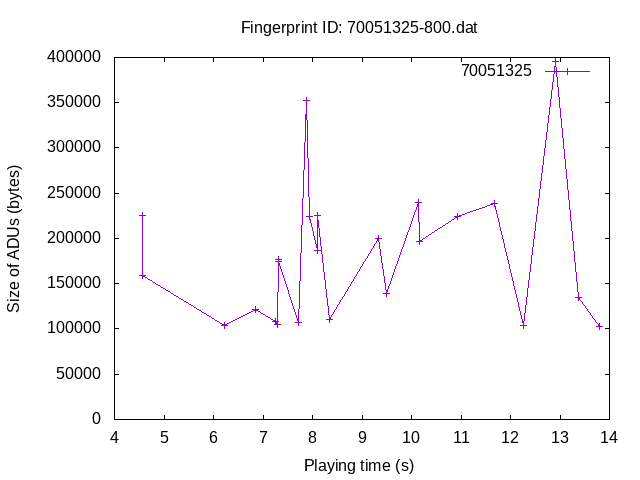 Fingerprint ID: 70051325-800.dat
400000
350000
300000
250000
200000
150000
100000
50000
0
Size of ADUs (bytes)
70051325
4 5 6 7 8 9 10 11 12 13 14
Playing time (s)